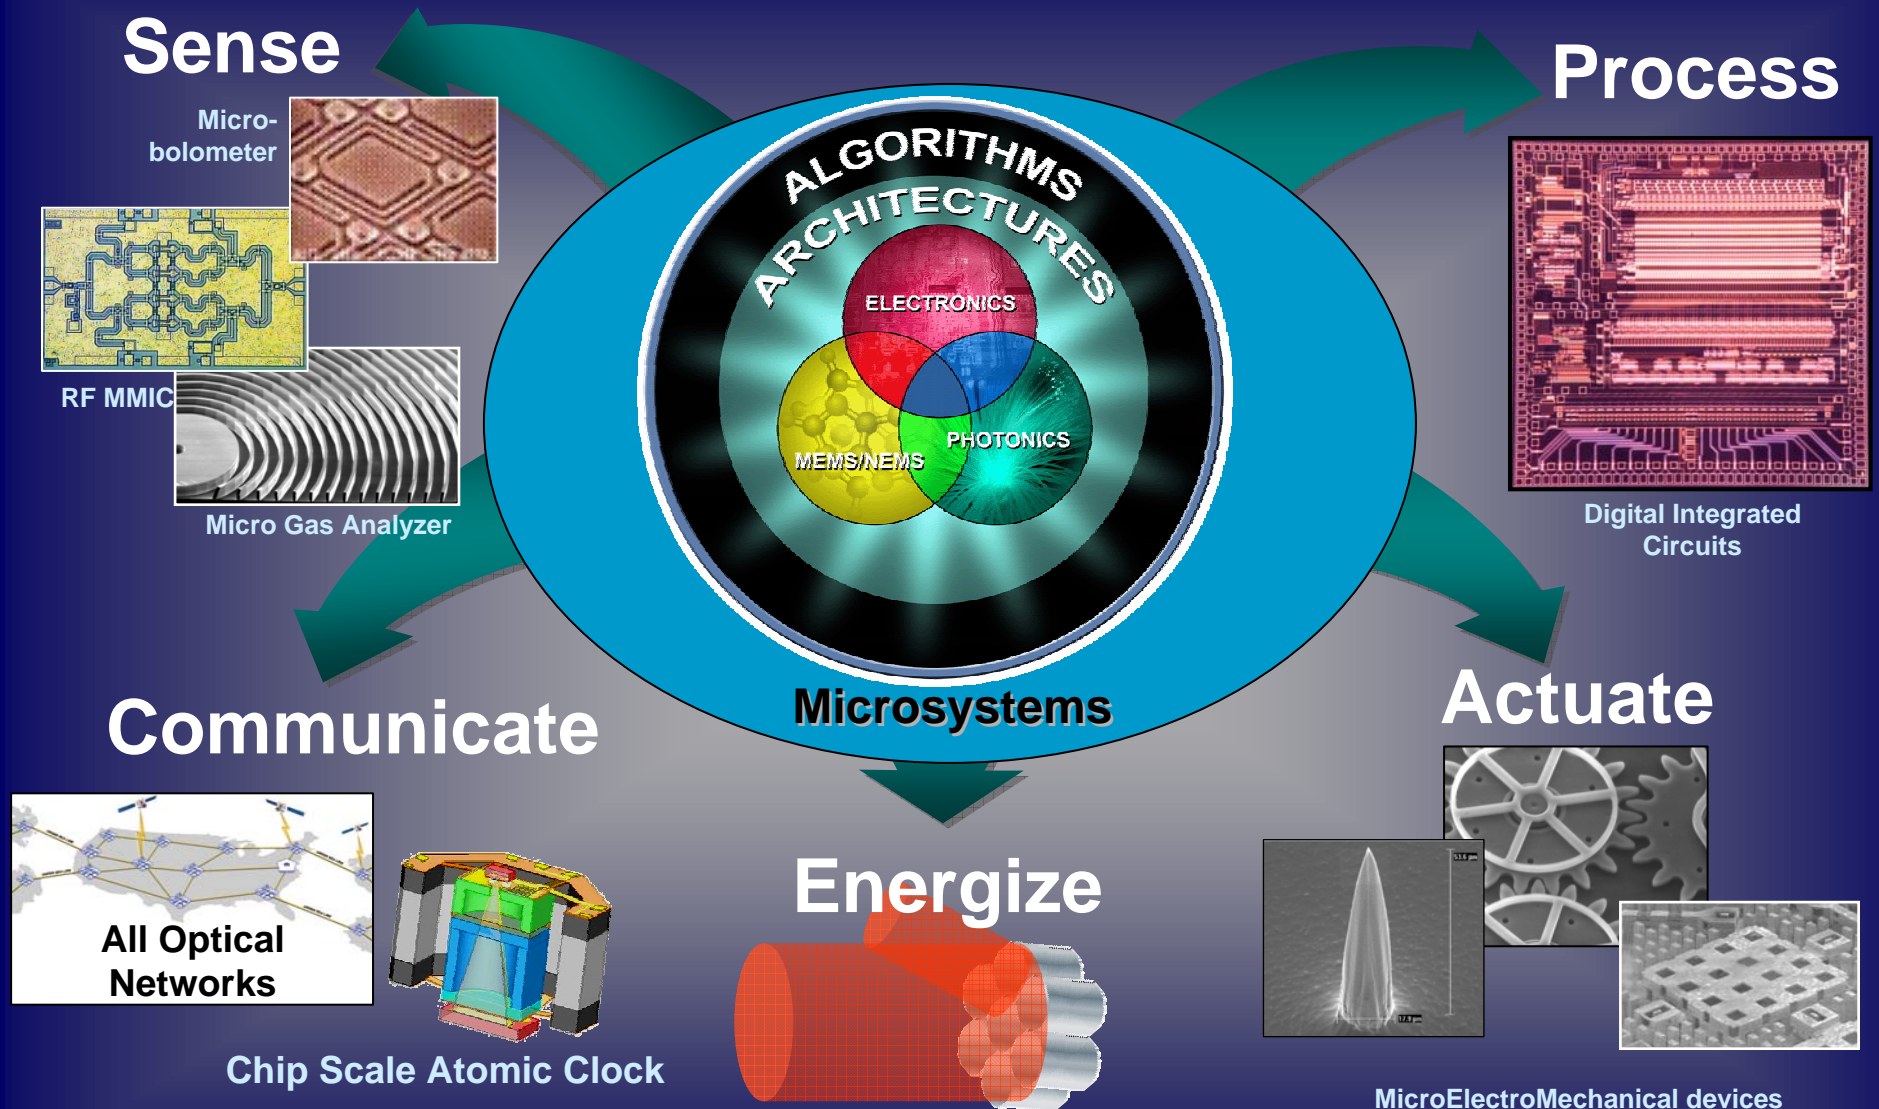 Sense
Process
Micro-
bolometer
RF MMIC
Micro Gas Analyzer
ALGORITHMS
ARCHITECTURES
ELECTRONICS
MEMS/NEMS
PHOTONICS
Microsystems
Digital Integrated
Circuits
Communicate
All Optical
Networks
Chip Scale Atomic Clock
Energize
Actuate
MicroElectroMechanical devices